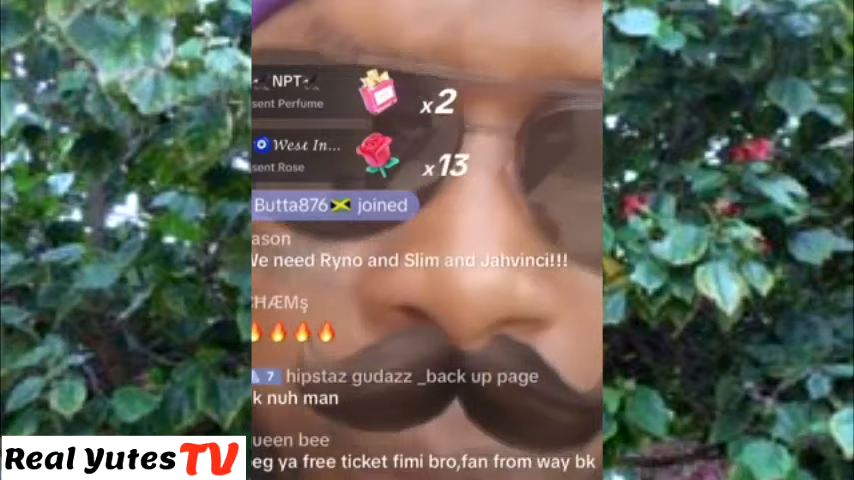 NPT
sent Perfume
x2
West In...
sent Rose
x13
Butta876 joined
ason
We need Ryno and Slim and Jahvinci!!!
CHÆMş
7 hipstaz gudazz _back up page
k nuh man
ueen bee
eg ya free ticket fimi bro,fan from way bk
Real Yutes TV